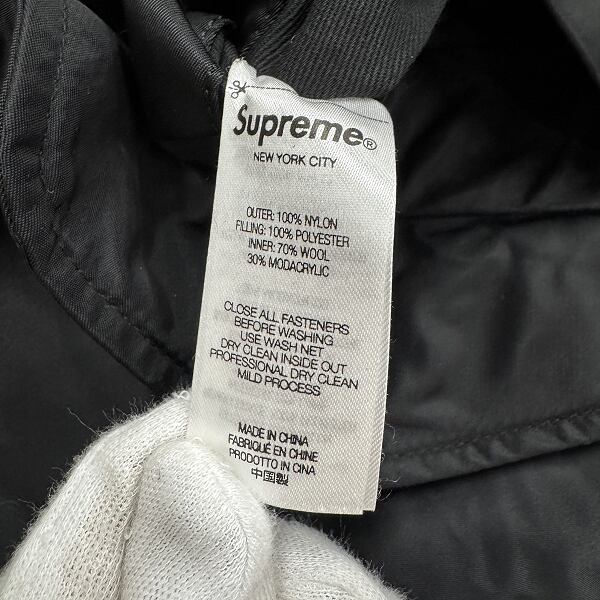 Supreme®
NEW YORK CITY
OUTER: 100% NYLON
FILLING: 100% POLYESTER
INNER: 70% WOOL
30% MODACRYLIC
CLOSE ALL FASTENERS
BEFORE WASHING
USE WASH NET
DRY CLEAN INSIDE OUT
PROFESSIONAL DRY CLEAN
MILD PROCESS
MADE IN CHINA
FABRIQUÉ EN CHINE
PRODOTTO IN CINA
中国製